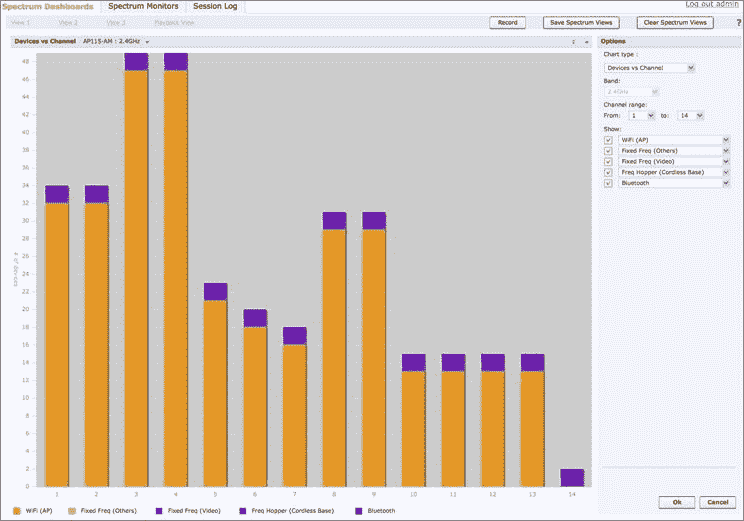 Spectrum Dashboards Spectrum Monitors Session Log Log out admin
View 1 View 2 View 3 Playback View Record Save Spectrum Views Clear Spectrum Views ?
Devices vs Channel AP115-AM : 2.4GHz
Options
Chart type :
Devices vs Channel
Band:
2.4GHz
Channel range:
From: 1 to: 14
Show:
WiFi (AP)
Fixed Freq (Others)
Fixed Freq (Video)
Freq Hopper (Cordless Base)
Bluetooth
48
46
44
42
40
38
36
34
32
30
28
26
24
22
20
18
16
14
12
10
8
6
4
2
0
# of devices
1 2 3 4 5 6 7 8 9 10 11 12 13 14
WiFi (AP) Fixed Freq (Others) Fixed Freq (Video) Freq Hopper (Cordless Base) Bluetooth
Ok Cancel